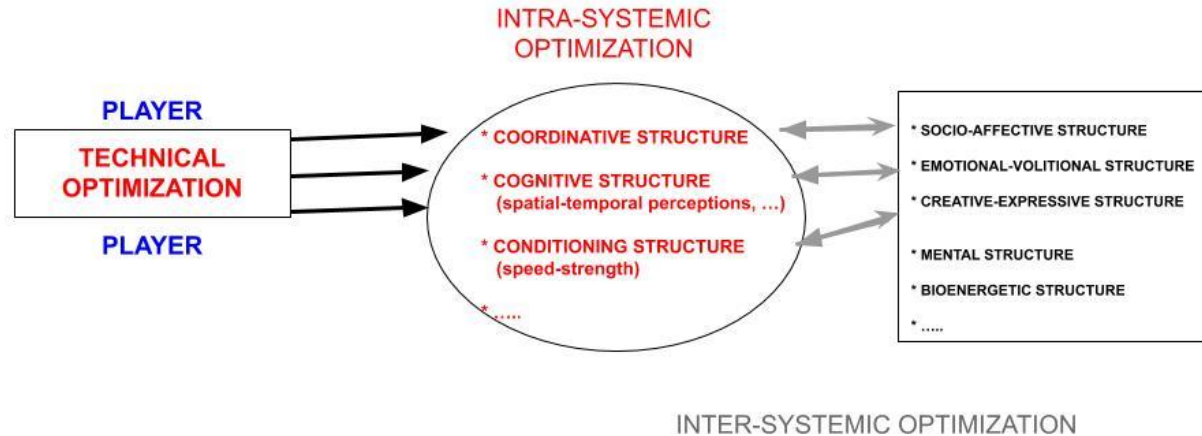 INTRA-SYSTEMIC
OPTIMIZATION
PLAYER
TECHNICAL
OPTIMIZATION
PLAYER
* COORDINATIVE STRUCTURE
* COGNITIVE STRUCTURE
(spatial-temporal perceptions, …)
* CONDITIONING STRUCTURE
(speed-strength)
* …..
* SOCIO-AFFECTIVE STRUCTURE
* EMOTIONAL-VOLITIONAL STRUCTURE
* CREATIVE-EXPRESSIVE STRUCTURE
* MENTAL STRUCTURE
* BIOENERGETIC STRUCTURE
* …..
INTER-SYSTEMIC OPTIMIZATION